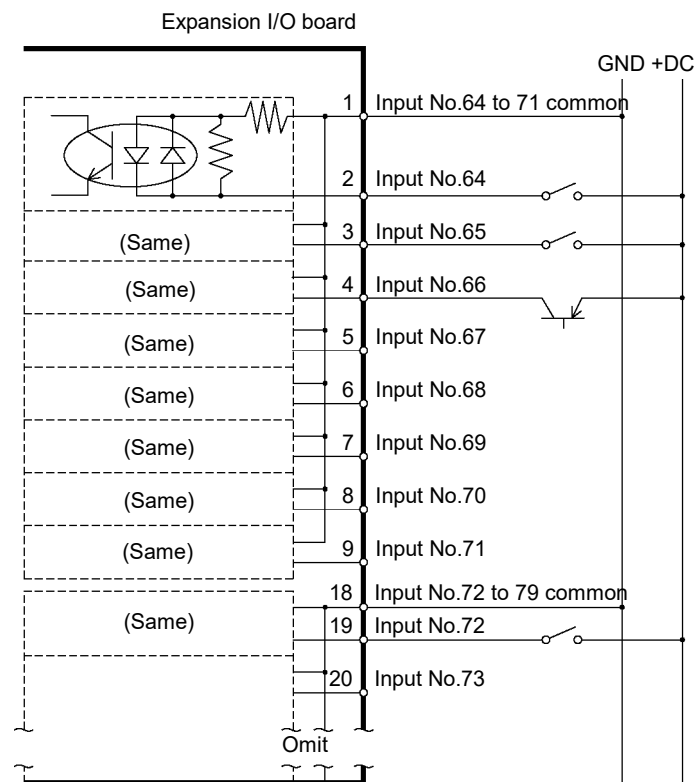 Expansion I/O board
GND +DC
1 Input No.64 to 71 common
2 Input No.64
(Same) 3 Input No.65
(Same) 4 Input No.66
(Same) 5 Input No.67
(Same) 6 Input No.68
(Same) 7 Input No.69
(Same) 8 Input No.70
(Same) 9 Input No.71
18 Input No.72 to 79 common
(Same) 19 Input No.72
20 Input No.73
Omit